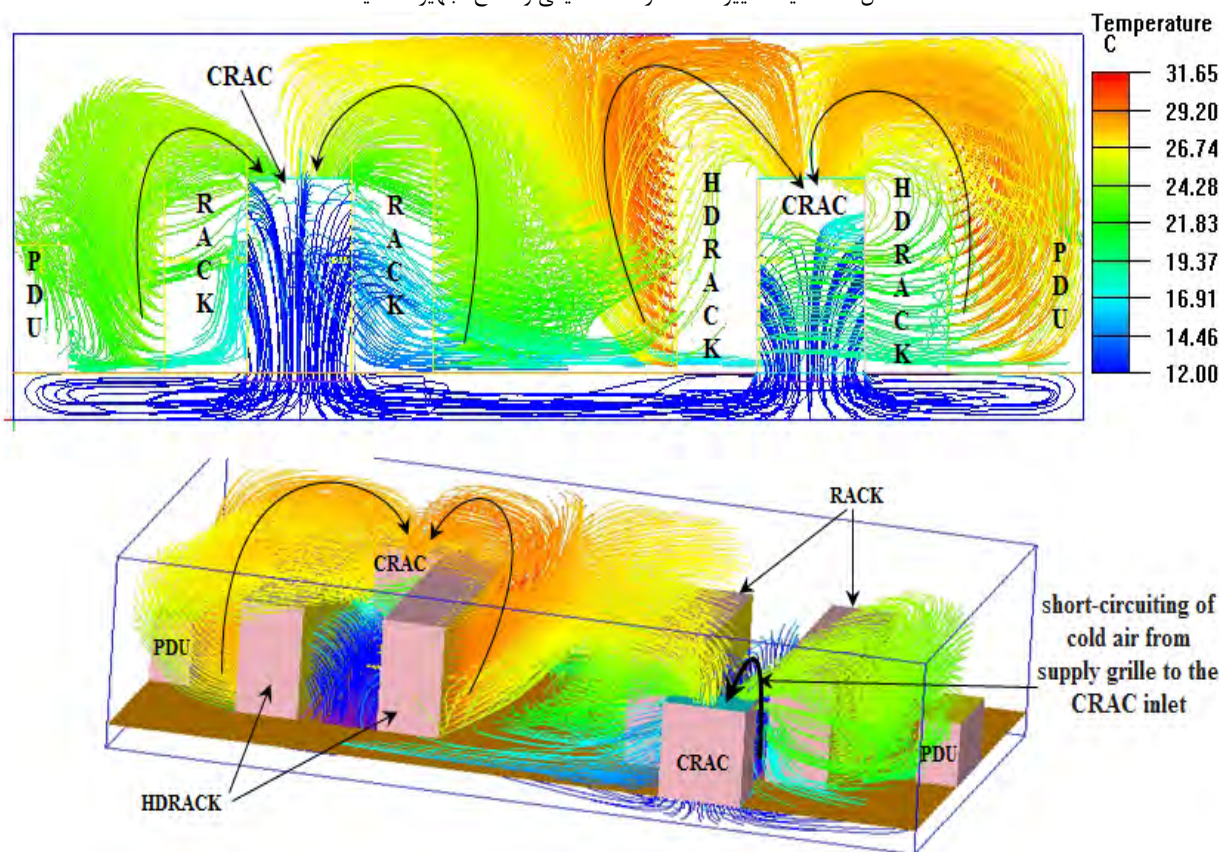 Temperature
C
31.65
29.20
26.74
24.28
21.83
19.37
16.91
14.46
12.00
CRAC
RACK
RACK
HDRACK
CRAC
HDRACK
PDU
PDU
RACK
CRAC
PDU
short-circuiting of
cold air from
supply grille to the
CRAC inlet
CRAC
PDU
HDRACK